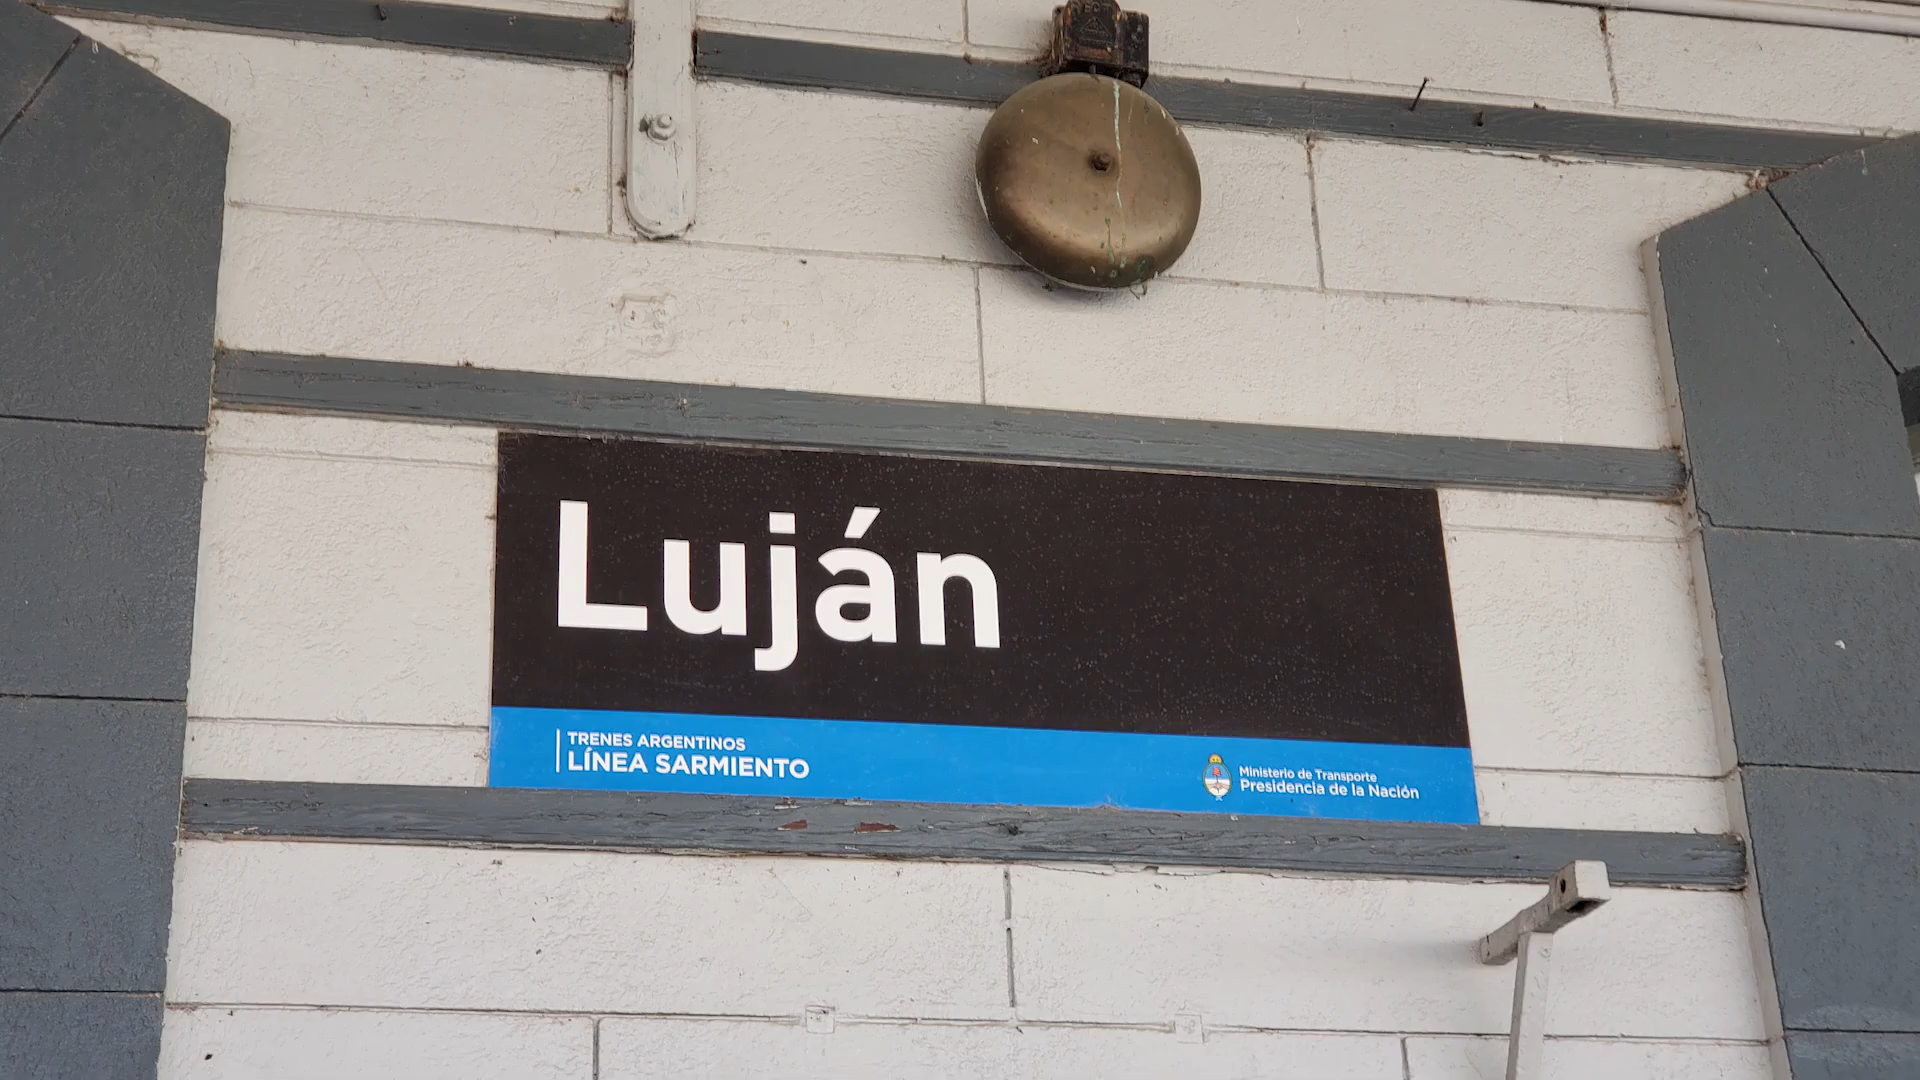 Luján
TRENES ARGENTINOS
LÍNEA SARMIENTO
Ministerio de Transporte
Presidencia de la Nación